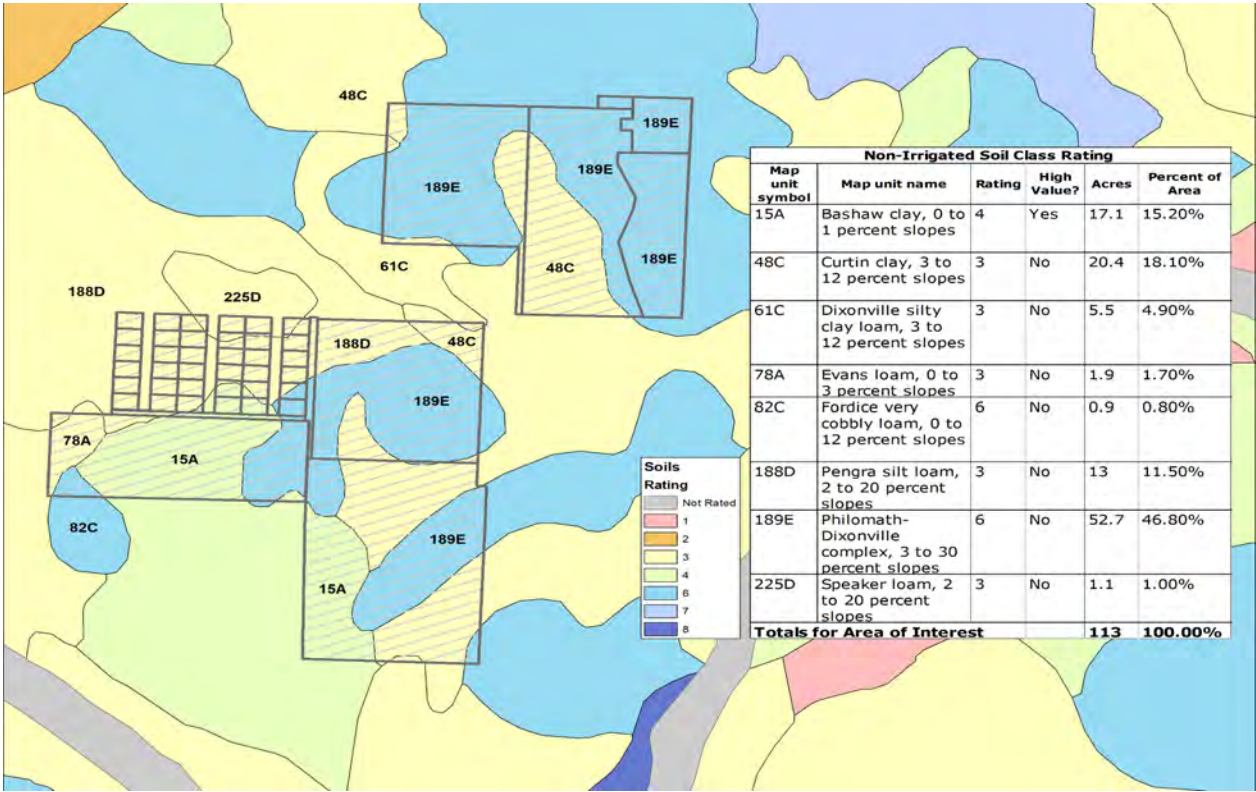 48C
189E
189E
189E
Non-Irrigated Soil Class Rating
Map unit symbol | Map unit name | Rating | High Value? | Acres | Percent of Area
15A | Bashaw clay, 0 to 1 percent slopes | 4 | Yes | 17.1 | 15.20%
48C | Curtin clay, 3 to 12 percent slopes | 3 | No | 20.4 | 18.10%
61C | Dixonville silty clay loam, 3 to 12 percent slopes | 3 | No | 5.5 | 4.90%
78A | Evans loam, 0 to 3 percent slopes | 3 | No | 1.9 | 1.70%
82C | Fordice very cobbly loam, 0 to 12 percent slopes | 6 | No | 0.9 | 0.80%
188D | Pengra silt loam, 2 to 20 percent slopes | 3 | No | 13 | 11.50%
189E | Philomath-Dixonville complex, 3 to 30 percent slopes | 6 | No | 52.7 | 46.80%
225D | Speaker loam, 2 to 20 percent slopes | 3 | No | 1.1 | 1.00%
Totals for Area of Interest | 113 | 100.00%
189E
61C
48C
188D
225D
188D
48C
189E
78A
15A
82C
189E
15A
Soils
Rating
Not Rated
1
2
3
4
6
7
8